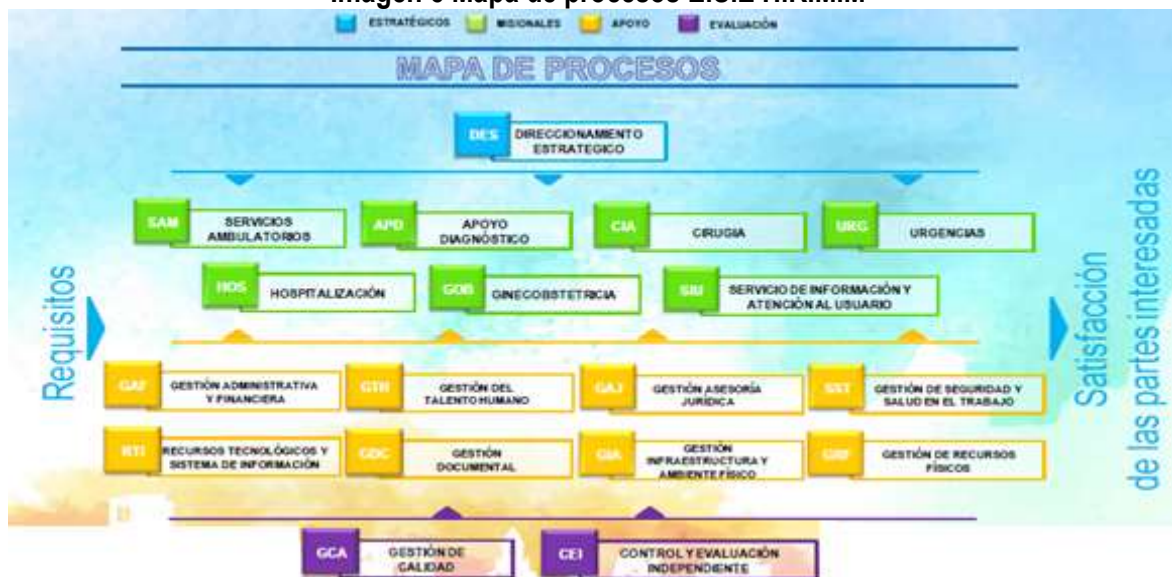 ESTRATÉGICOS MISIONALES APOYO EVALUACIÓN
MAPA DE PROCESOS
DES DIRECCIONAMIENTO
ESTRATEGICO
SAM SERVICIOS
AMBULATORIOS
APD APOYO
DIAGNÓSTICO
CIA CIRUGIA
URG URGENCIAS
HOS HOSPITALIZACIÓN
GOB GINECOBSTETRICIA
SIU SERVICIO DE INFORMACIÓN Y
ATENCIÓN AL USUARIO
Requisitos
Satisfacción
de las partes interesadas
GAF GESTIÓN ADMINISTRATIVA
Y FINANCIERA
GTH GESTIÓN DEL
TALENTO HUMANO
GAJ GESTIÓN ASESORÍA
JURÍDICA
SST GESTIÓN DE SEGURIDAD Y
SALUD EN EL TRABAJO
RTI RECURSOS TECNOLÓGICOS Y
SISTEMA DE INFORMACIÓN
GDC GESTIÓN
DOCUMENTAL
GIA GESTIÓN
INFRAESTRUCTURA Y
AMBIENTE FÍSICO
GRF GESTIÓN DE RECURSOS
FÍSICOS
GCA GESTIÓN DE
CALIDAD
CEI CONTROL Y EVALUACIÓN
INDEPENDIENTE